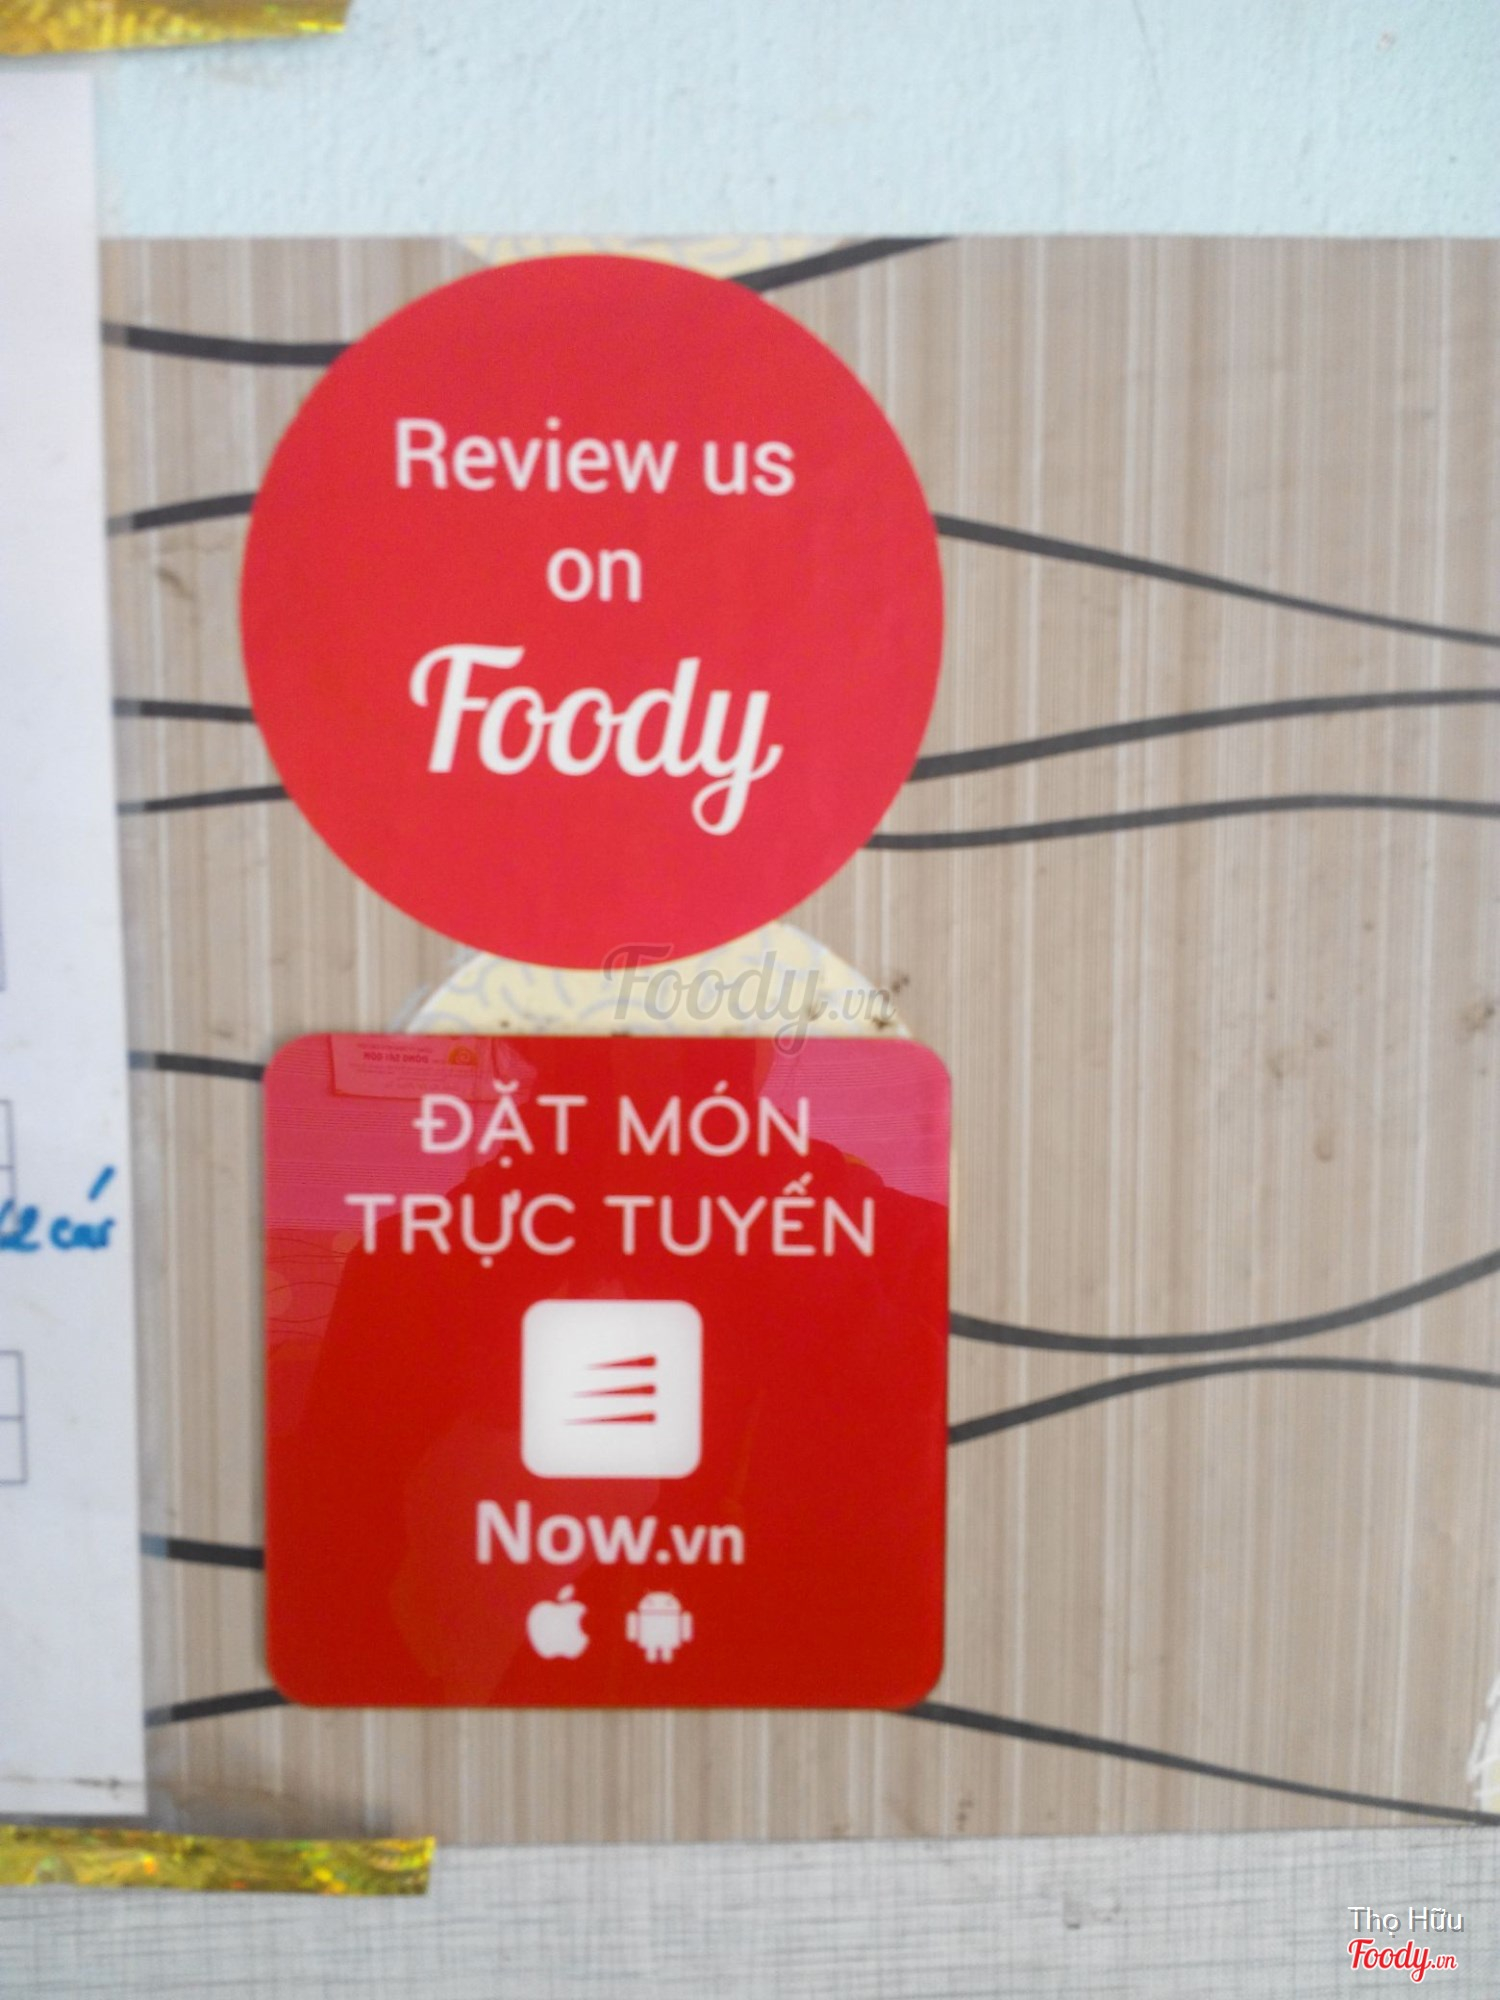 Review us
on
Foody
Foody.vn
ĐẶT MÓN
TRỰC TUYẾN
Now.vn
Thọ Hữu
Foody.vn